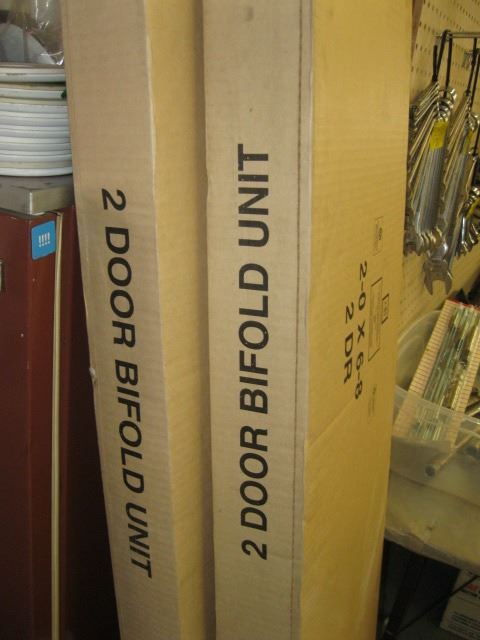 2 DOOR BIFOLD UNIT
2 DOOR BIFOLD UNIT
2-0 X 6-8
2 DR
!!!!